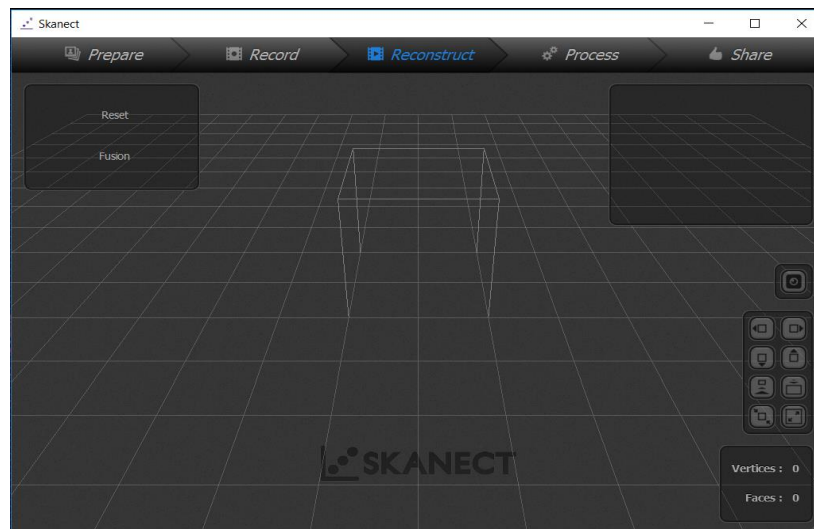 Skanect
Prepare
Record
Reconstruct
Process
Share
Reset
Fusion
SKANECT
Vertices : 0
Faces : 0